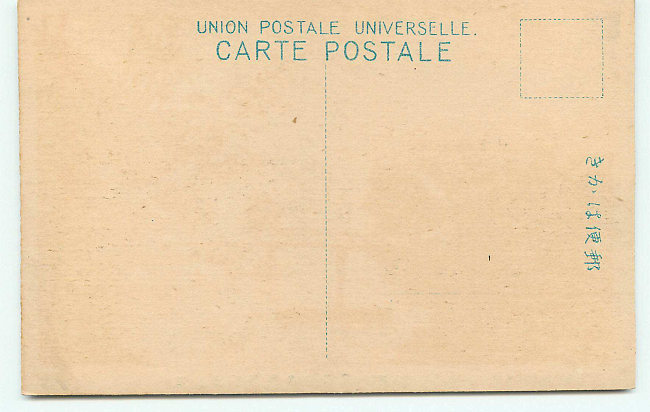 UNION POSTALE UNIVERSELLE.
CARTE POSTALE
きかは便郵